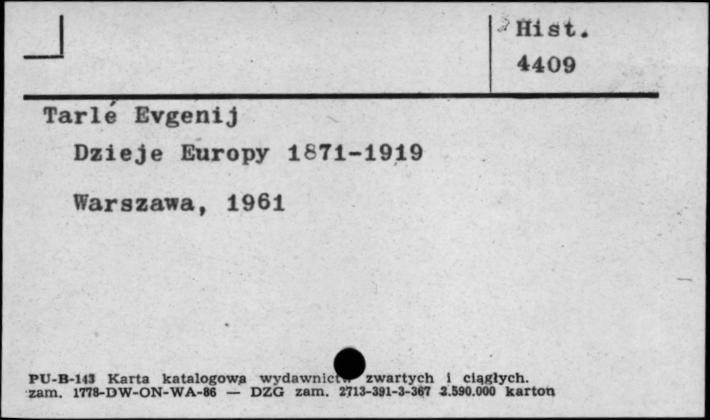 Hist.
4409
Tarlé Evgenij
Dzieje Europy 1871-1919
Warszawa, 1961
PU-B-143 Karta katalogowa wydawnictw zwartych i ciągłych.
zam. 1778-DW-ON-WA-86 — DZG zam. 2713-391-3-367 2.590.000 karton